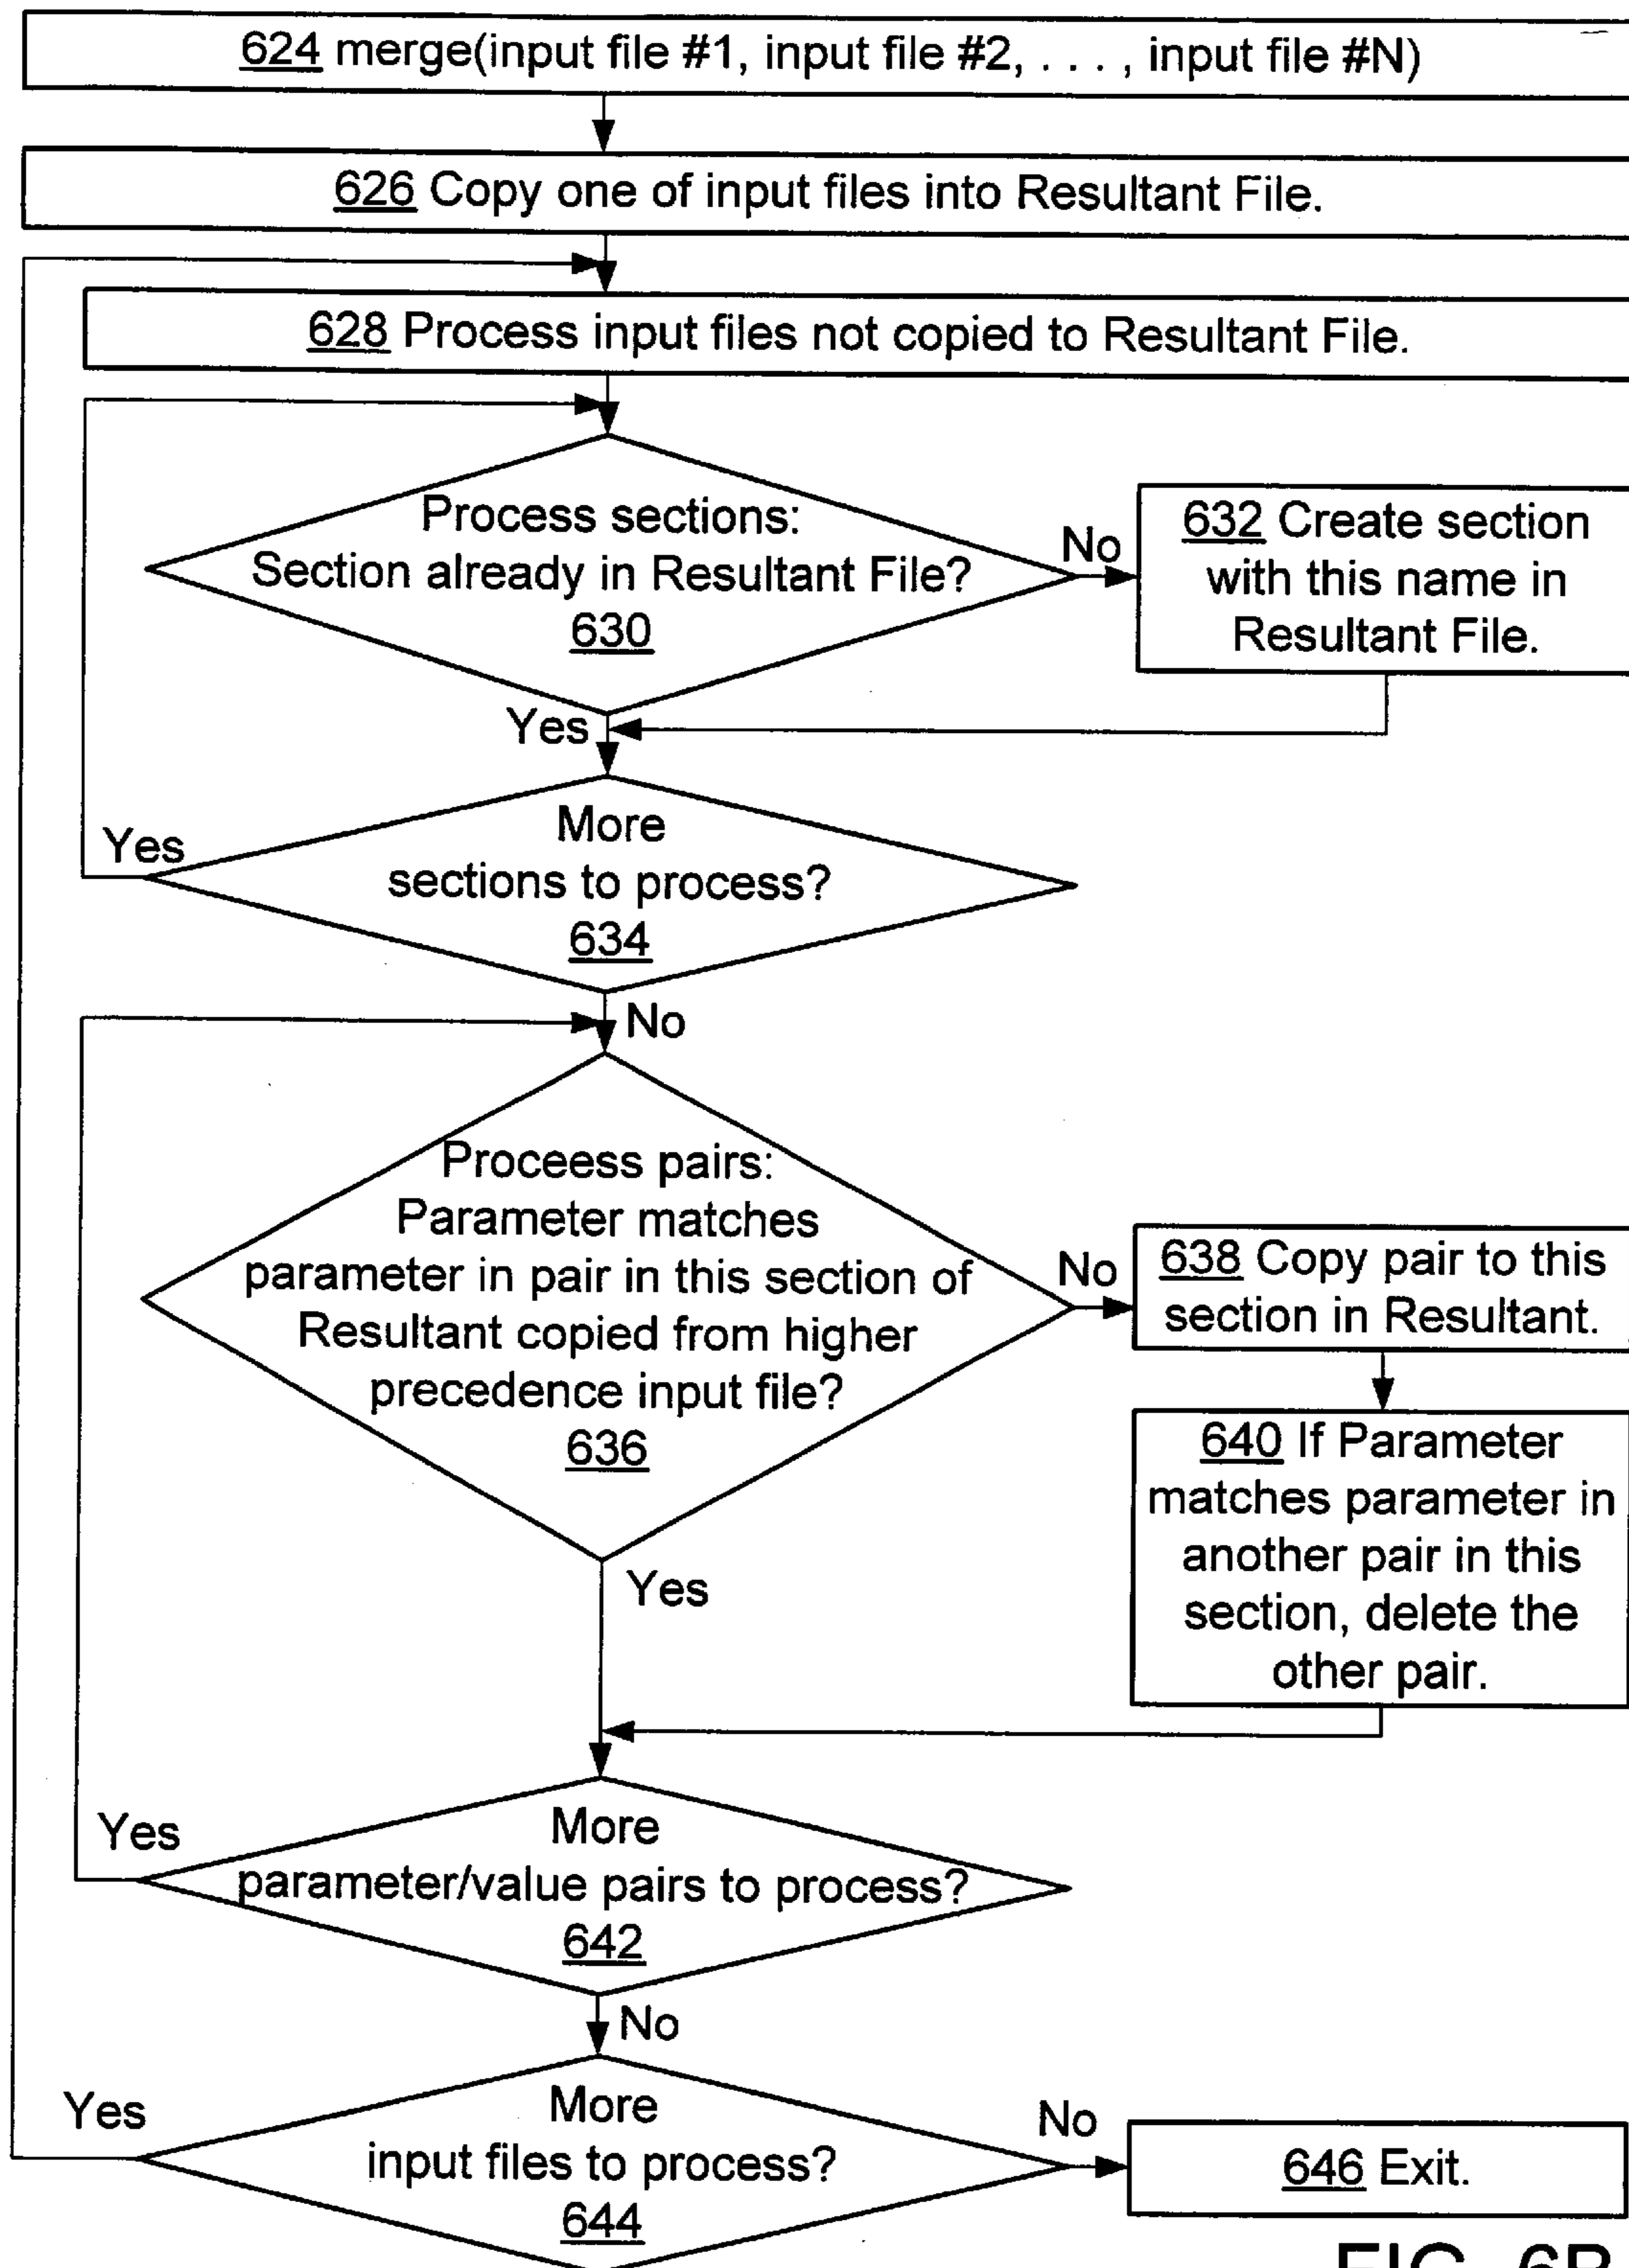 624 merge(input file #1, input file #2, . . . , input file #N)
626 Copy one of input files into Resultant File.
628 Process input files not copied to Resultant File.
Process sections:
Section already in Resultant File?
630
No
632 Create section
with this name in
Resultant File.
Yes
More
sections to process?
634
Yes
No
Proceess pairs:
Parameter matches
parameter in pair in this section of
Resultant copied from higher
precedence input file?
636
No
638 Copy pair to this
section in Resultant.
640 If Parameter
matches parameter in
another pair in this
section, delete the
other pair.
Yes
More
parameter/value pairs to process?
642
Yes
No
More
input files to process?
644
Yes
No
646 Exit.
FIG. 6B